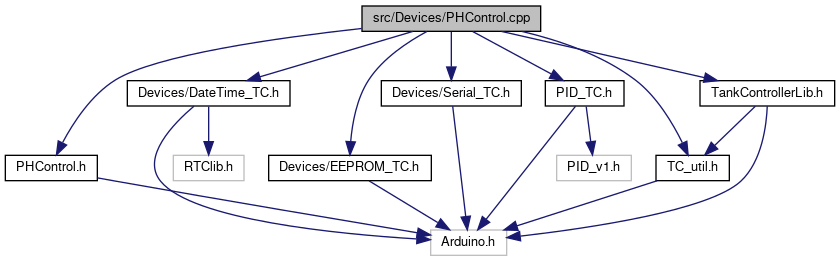 src/Devices/PHControl.cpp
Devices/DateTime_TC.h
Devices/Serial_TC.h
PID_TC.h
TankControllerLib.h
PHControl.h
RTClib.h
Devices/EEPROM_TC.h
PID_v1.h
TC_util.h
Arduino.h